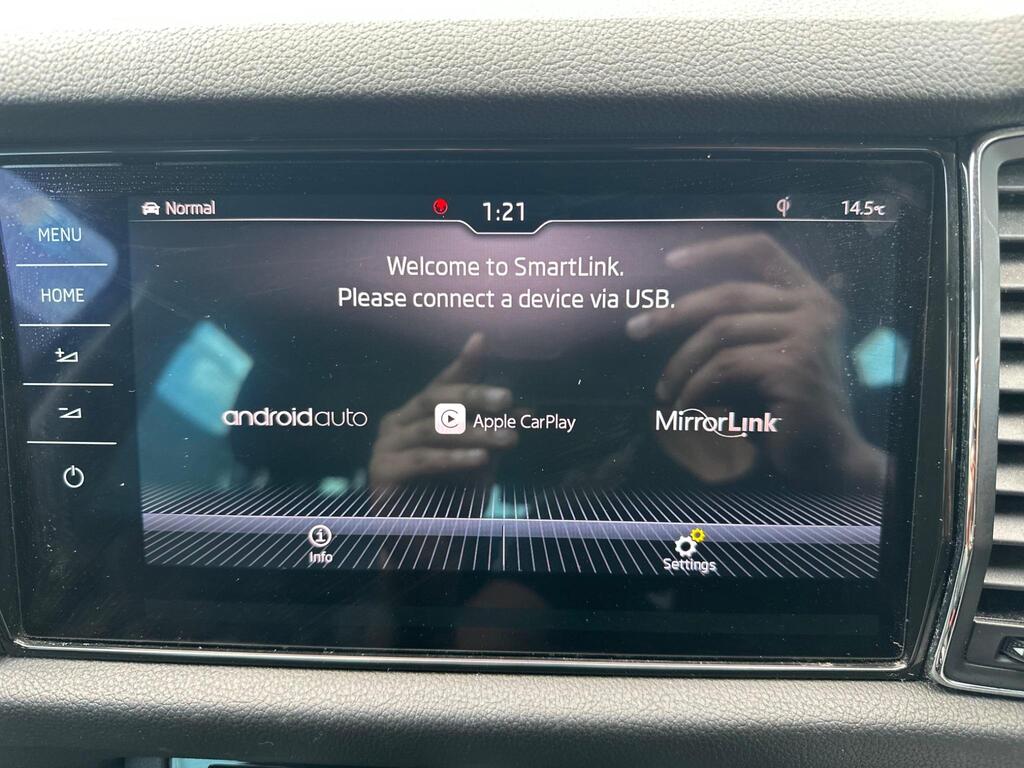 Normal
1:21
14.5°C
MENU
HOME
Welcome to SmartLink.
Please connect a device via USB.
androidauto
Apple CarPlay
MirrorLink™
Info
Settings